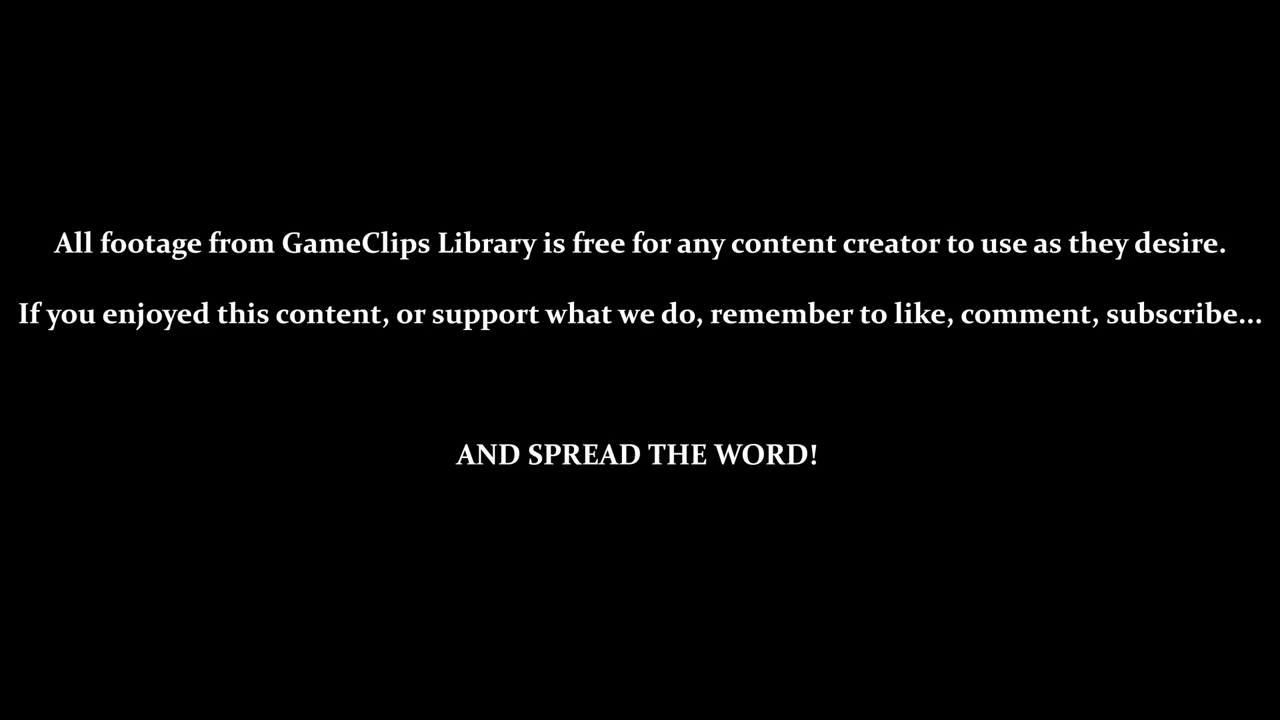 All footage from GameClips Library is free for any content creator to use as they desire.
If you enjoyed this content, or support what we do, remember to like, comment, subscribe...
AND SPREAD THE WORD!